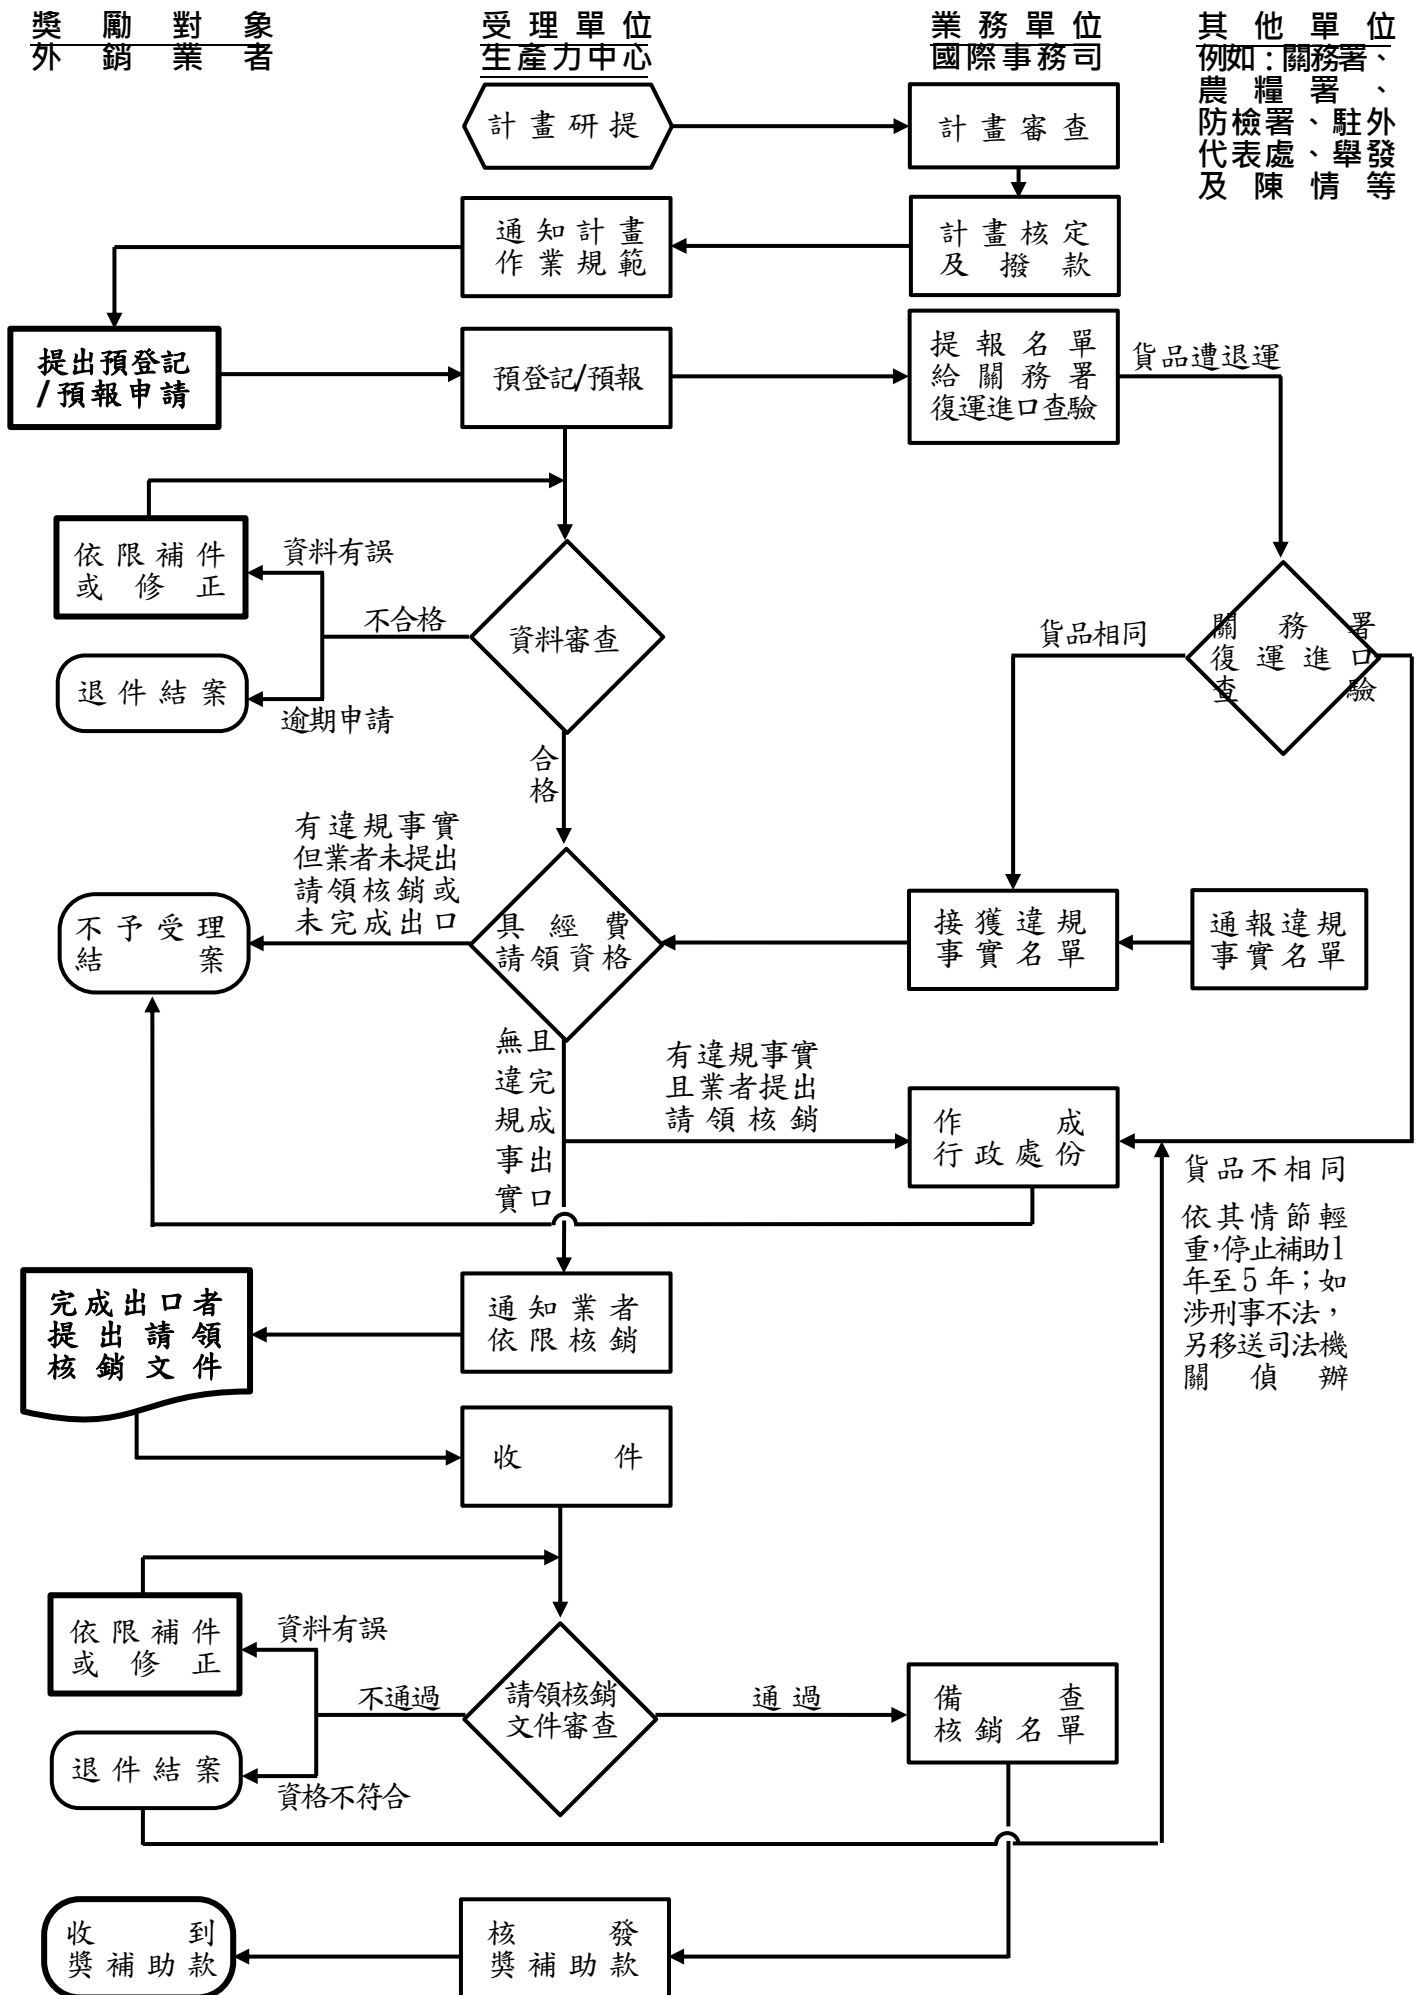 獎勵對象
外銷業者
受理單位
生產力中心
業務單位
國際事務司
其他單位
例如：關務署、
農糧署、
防檢署、駐外
代表處、舉發
及陳情等
計畫研提
計畫審查
通知計畫
作業規範
計畫核定
及撥款
提出預登記
/預報申請
預登記/預報
提報名單
給關務署
復運進口查驗
貨品遭退運
依限補件
或修正
資料有誤
不合格
資料審查
退件結案
逾期申請
貨品相同
關務署
復運進口
查驗
合格
有違規事實
但業者未提出
請領核銷或
未完成出口
不予受理
結案
具經費
請領資格
接獲違規
事實名單
通報違規
事實名單
無違規事實
且完成出口
有違規事實
且業者提出
請領核銷
作成
行政處份
貨品不相同
依其情節輕
重，停止補助1
年至5年；如
涉刑事不法，
另移送司法機
關偵辦
完成出口者
提出請領
核銷文件
通知業者
依限核銷
收件
依限補件
或修正
資料有誤
不通過
請領核銷
文件審查
通過
備查
核銷名單
退件結案
資格不符合
收到
獎補助款
核發
獎補助款